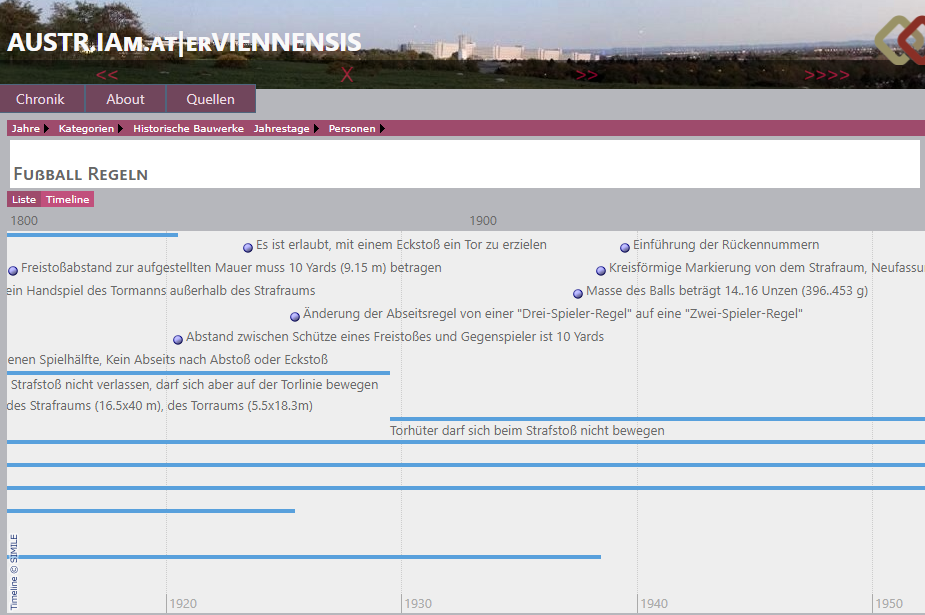 AUSTR.IAM.AT|ERVIENNENSIS
<< X >> >>>>
Chronik About Quellen
Jahre Kategorien Historische Bauwerke Jahrestage Personen
Fußball Regeln
Liste Timeline
1800 1900
Es ist erlaubt, mit einem Eckstoß ein Tor zu erzielen Einführung der Rückennummern
Freistoßabstand zur aufgestellten Mauer muss 10 Yards (9.15 m) betragen Kreisförmige Markierung von dem Strafraum, Neufassu
ein Handspiel des Tormanns außerhalb des Strafraums Masse des Balls beträgt 14..16 Unzen (396..453 g)
Änderung der Abseitsregel von einer "Drei-Spieler-Regel" auf eine "Zwei-Spieler-Regel"
Abstand zwischen Schütze eines Freistoßes und Gegenspieler ist 10 Yards
enen Spielhälfte, Kein Abseits nach Abstoß oder Eckstoß
Strafstoß nicht verlassen, darf sich aber auf der Torlinie bewegen
des Strafraums (16.5x40 m), des Torraums (5.5x18.3m)
Torhüter darf sich beim Strafstoß nicht bewegen
Timeline © SIMILE
1920 1930 1940 1950